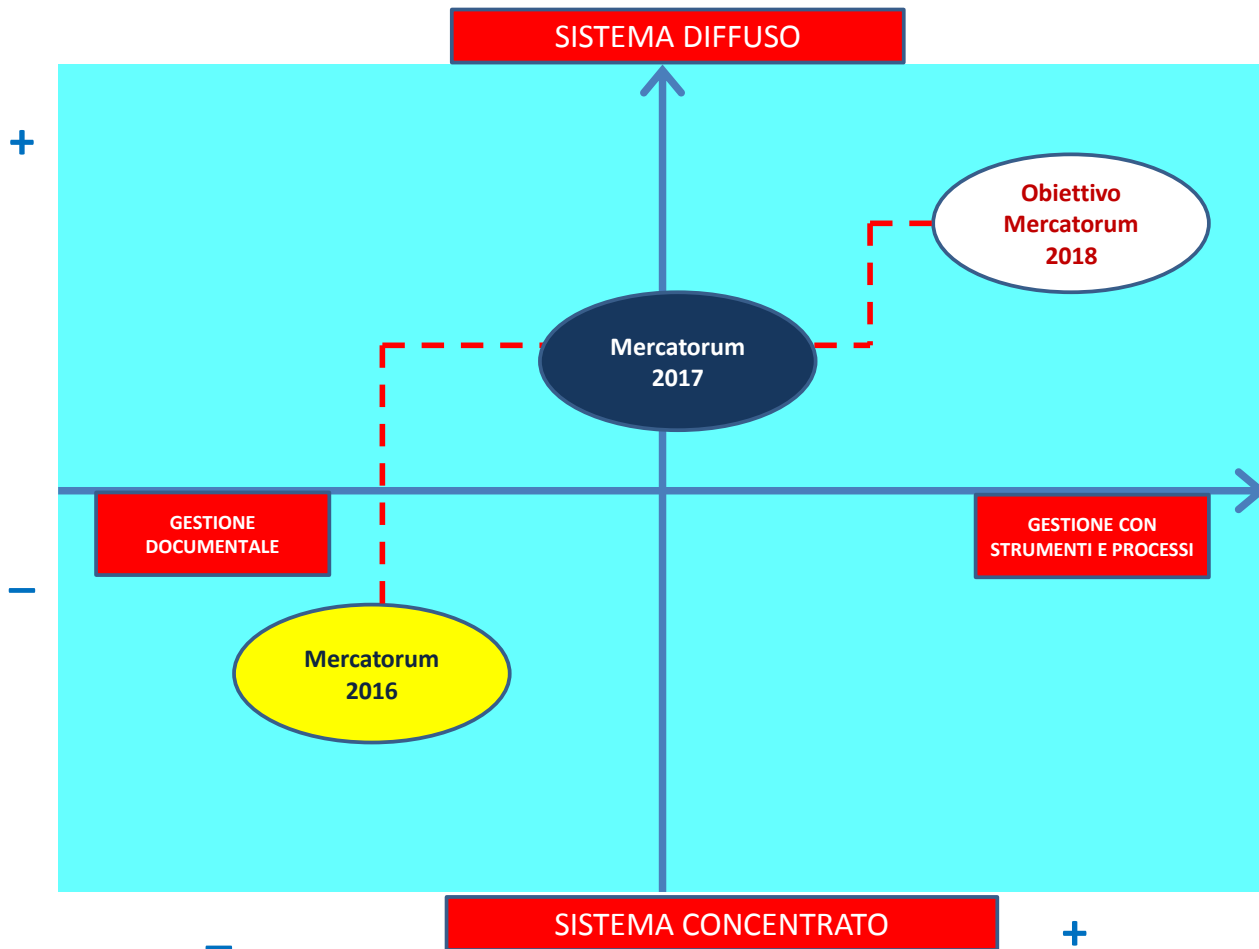 SISTEMA DIFFUSO
+
Obiettivo
Mercatorum
2018
Mercatorum
2017
GESTIONE
DOCUMENTALE
GESTIONE CON
STRUMENTI E PROCESSI
–
Mercatorum
2016
SISTEMA CONCENTRATO
–
+